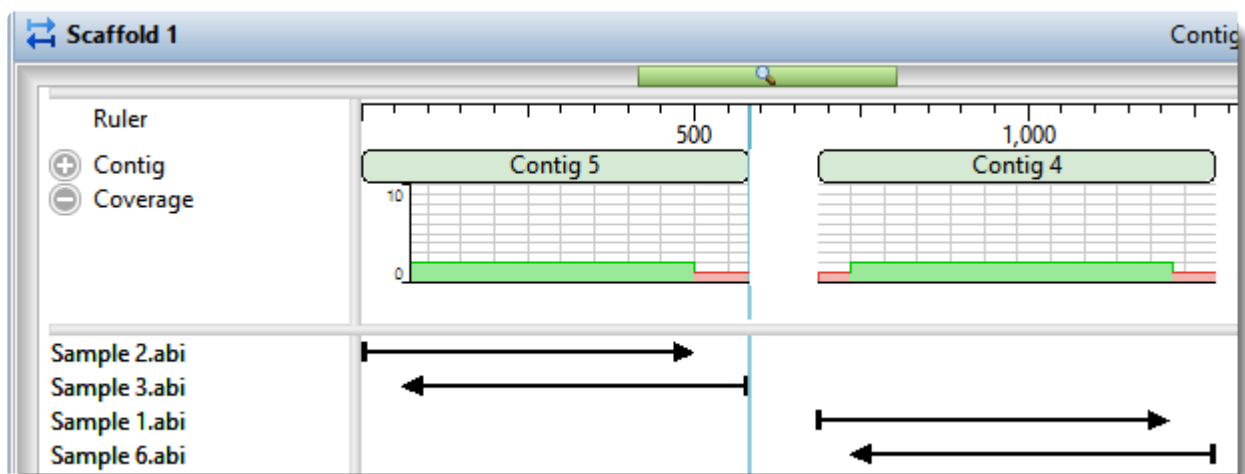 Scaffold 1 Contig
Ruler 500 1,000
Contig Contig 5 Contig 4
Coverage 10
0
Sample 2.abi
Sample 3.abi
Sample 1.abi
Sample 6.abi